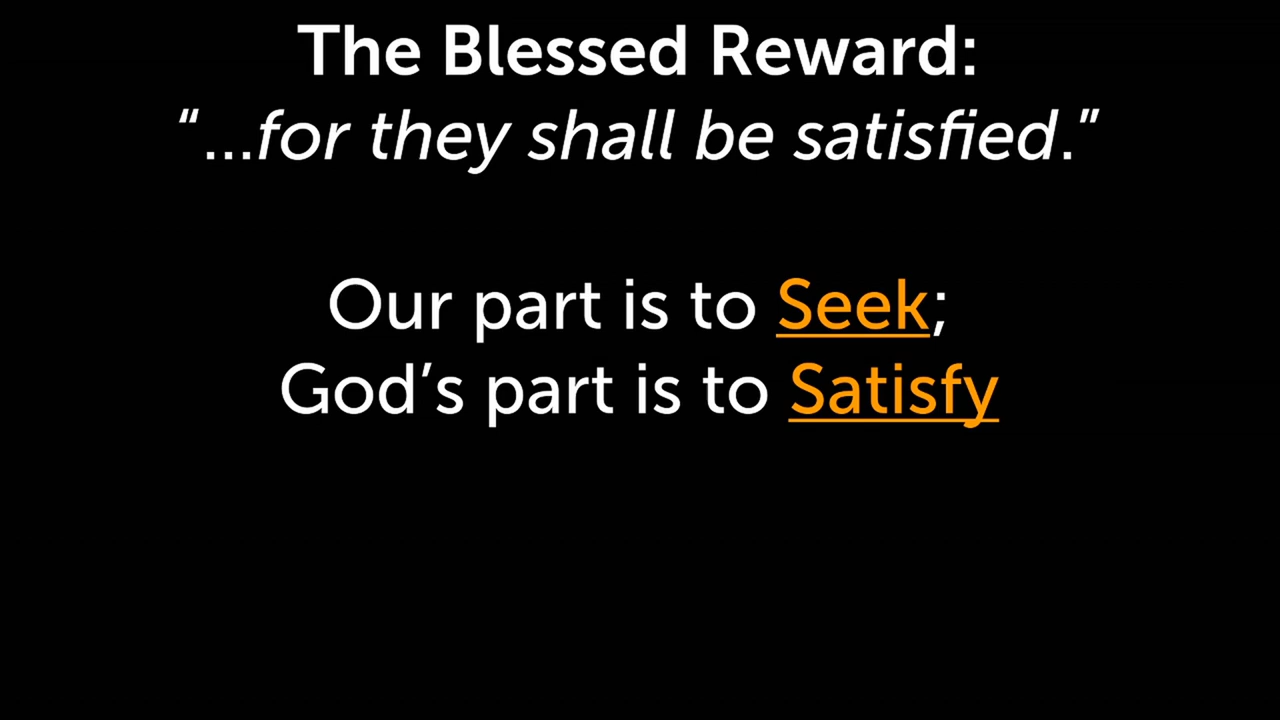 The Blessed Reward:
“…for they shall be satisfied.”
Our part is to Seek;
God’s part is to Satisfy